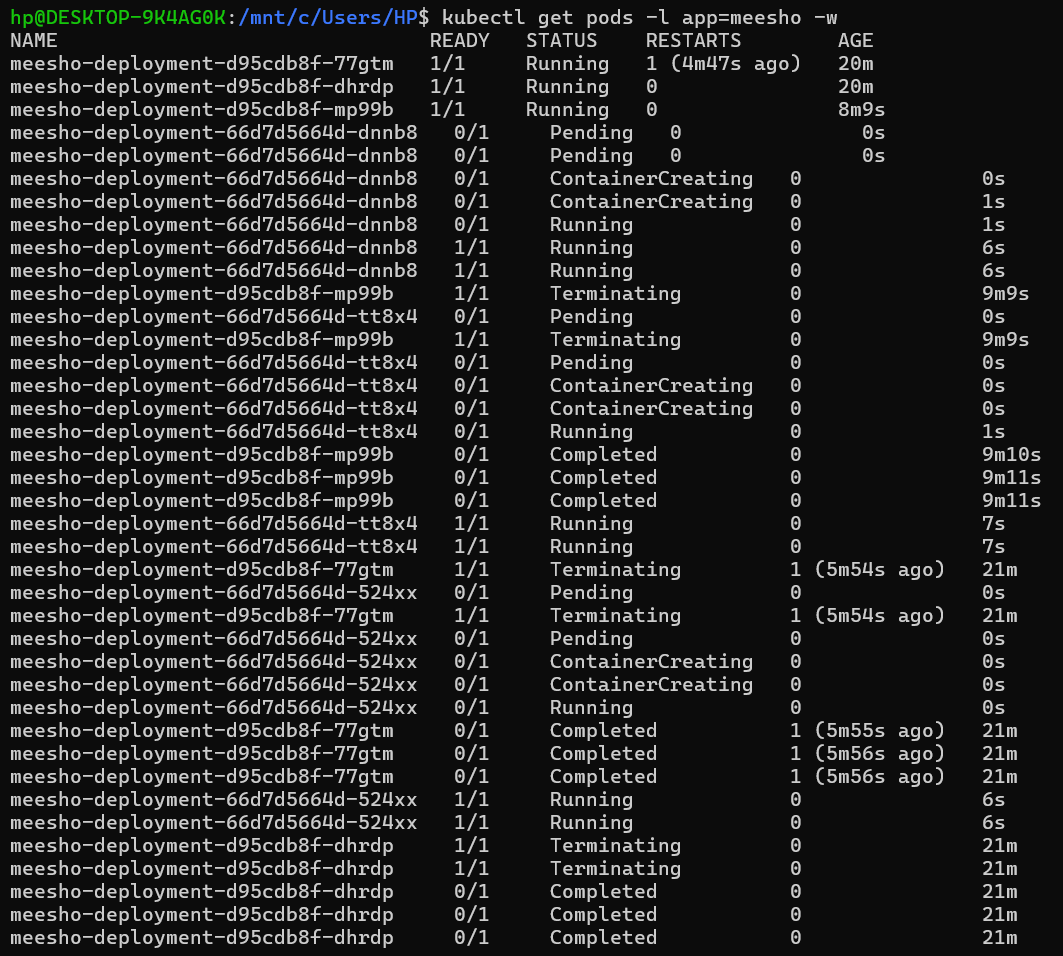 hp@DESKTOP-9K4AG0K:/mnt/c/Users/HP$ kubectl get pods -l app=meesho -w
NAME READY STATUS RESTARTS AGE
meesho-deployment-d95cdb8f-77gtm 1/1 Running 1 (4m47s ago) 20m
meesho-deployment-d95cdb8f-dhrdp 1/1 Running 0 20m
meesho-deployment-d95cdb8f-mp99b 1/1 Running 0 8m9s
meesho-deployment-66d7d5664d-dnnb8 0/1 Pending 0 0s
meesho-deployment-66d7d5664d-dnnb8 0/1 Pending 0 0s
meesho-deployment-66d7d5664d-dnnb8 0/1 ContainerCreating 0 0s
meesho-deployment-66d7d5664d-dnnb8 0/1 ContainerCreating 0 1s
meesho-deployment-66d7d5664d-dnnb8 0/1 Running 0 1s
meesho-deployment-66d7d5664d-dnnb8 1/1 Running 0 6s
meesho-deployment-66d7d5664d-dnnb8 1/1 Running 0 6s
meesho-deployment-d95cdb8f-mp99b 1/1 Terminating 0 9m9s
meesho-deployment-66d7d5664d-tt8x4 0/1 Pending 0 0s
meesho-deployment-d95cdb8f-mp99b 1/1 Terminating 0 9m9s
meesho-deployment-66d7d5664d-tt8x4 0/1 Pending 0 0s
meesho-deployment-66d7d5664d-tt8x4 0/1 ContainerCreating 0 0s
meesho-deployment-66d7d5664d-tt8x4 0/1 ContainerCreating 0 0s
meesho-deployment-66d7d5664d-tt8x4 0/1 Running 0 1s
meesho-deployment-d95cdb8f-mp99b 0/1 Completed 0 9m10s
meesho-deployment-d95cdb8f-mp99b 0/1 Completed 0 9m11s
meesho-deployment-d95cdb8f-mp99b 0/1 Completed 0 9m11s
meesho-deployment-66d7d5664d-tt8x4 1/1 Running 0 7s
meesho-deployment-66d7d5664d-tt8x4 1/1 Running 0 7s
meesho-deployment-d95cdb8f-77gtm 1/1 Terminating 1 (5m54s ago) 21m
meesho-deployment-66d7d5664d-524xx 0/1 Pending 0 0s
meesho-deployment-d95cdb8f-77gtm 1/1 Terminating 1 (5m54s ago) 21m
meesho-deployment-66d7d5664d-524xx 0/1 Pending 0 0s
meesho-deployment-66d7d5664d-524xx 0/1 ContainerCreating 0 0s
meesho-deployment-66d7d5664d-524xx 0/1 ContainerCreating 0 0s
meesho-deployment-66d7d5664d-524xx 0/1 Running 0 0s
meesho-deployment-d95cdb8f-77gtm 0/1 Completed 1 (5m55s ago) 21m
meesho-deployment-d95cdb8f-77gtm 0/1 Completed 1 (5m56s ago) 21m
meesho-deployment-d95cdb8f-77gtm 0/1 Completed 1 (5m56s ago) 21m
meesho-deployment-66d7d5664d-524xx 1/1 Running 0 6s
meesho-deployment-66d7d5664d-524xx 1/1 Running 0 6s
meesho-deployment-d95cdb8f-dhrdp 1/1 Terminating 0 21m
meesho-deployment-d95cdb8f-dhrdp 1/1 Terminating 0 21m
meesho-deployment-d95cdb8f-dhrdp 0/1 Completed 0 21m
meesho-deployment-d95cdb8f-dhrdp 0/1 Completed 0 21m
meesho-deployment-d95cdb8f-dhrdp 0/1 Completed 0 21m